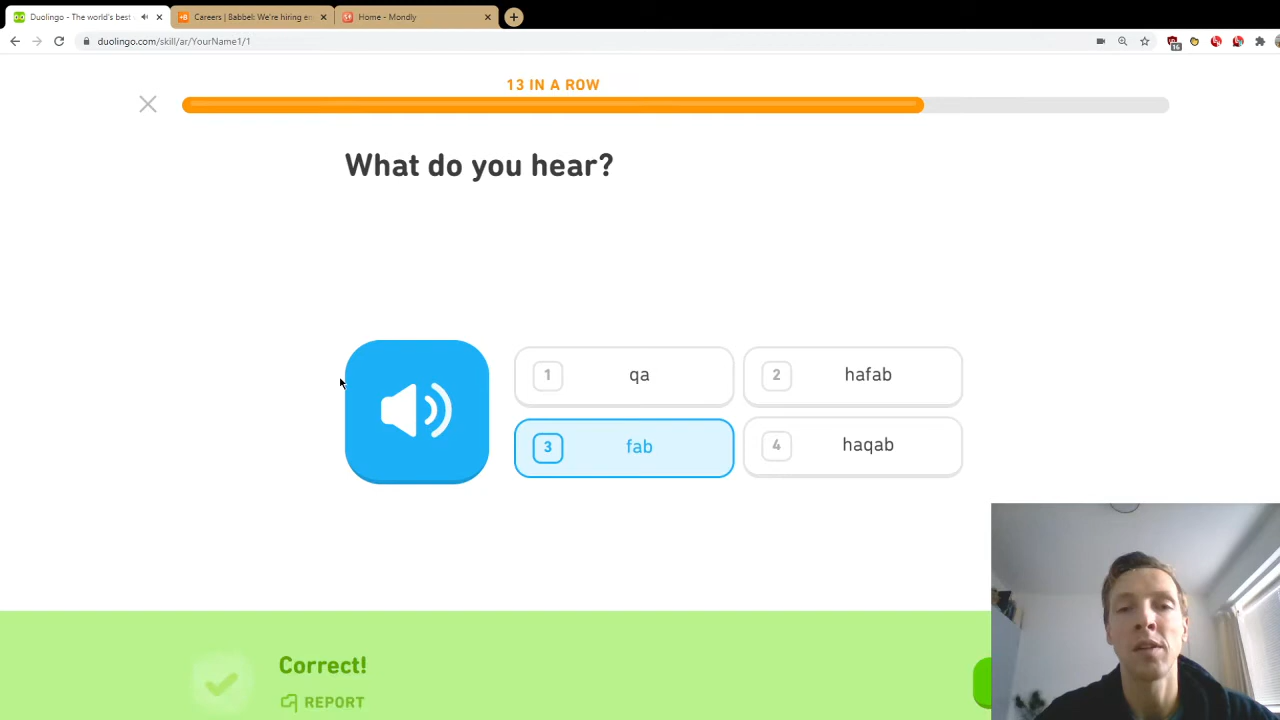 Duolingo - The world's best
Careers | Babbel: We're hiring e
Home - Mondly
duolingo.com/skill/ar/YourName1/1
16
13 IN A ROW
What do you hear?
1 qa
2 hafab
3 fab
4 haqab
Correct!
REPORT